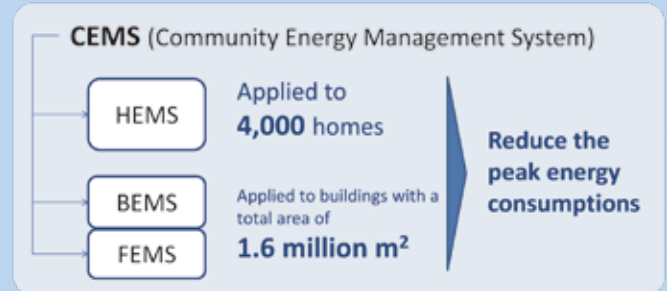 CEMS (Community Energy Management System)
HEMS
Applied to
4,000 homes
BEMS
FEMS
Applied to buildings with a
total area of
1.6 million m²
Reduce the
peak energy
consumptions